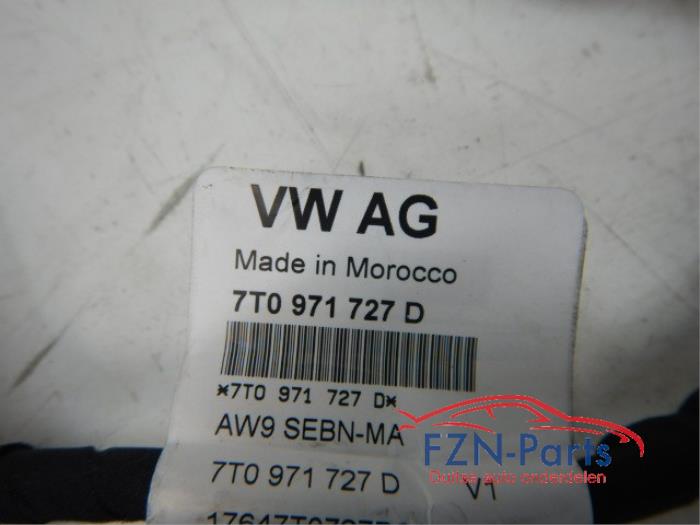 VW AG
Made in Morocco
7T0 971 727 D
*7T0 971 727 D*
AW9 SEBN-MA
7T0 971 727 D V1
FZN-Parts
Duitse auto onderdelen